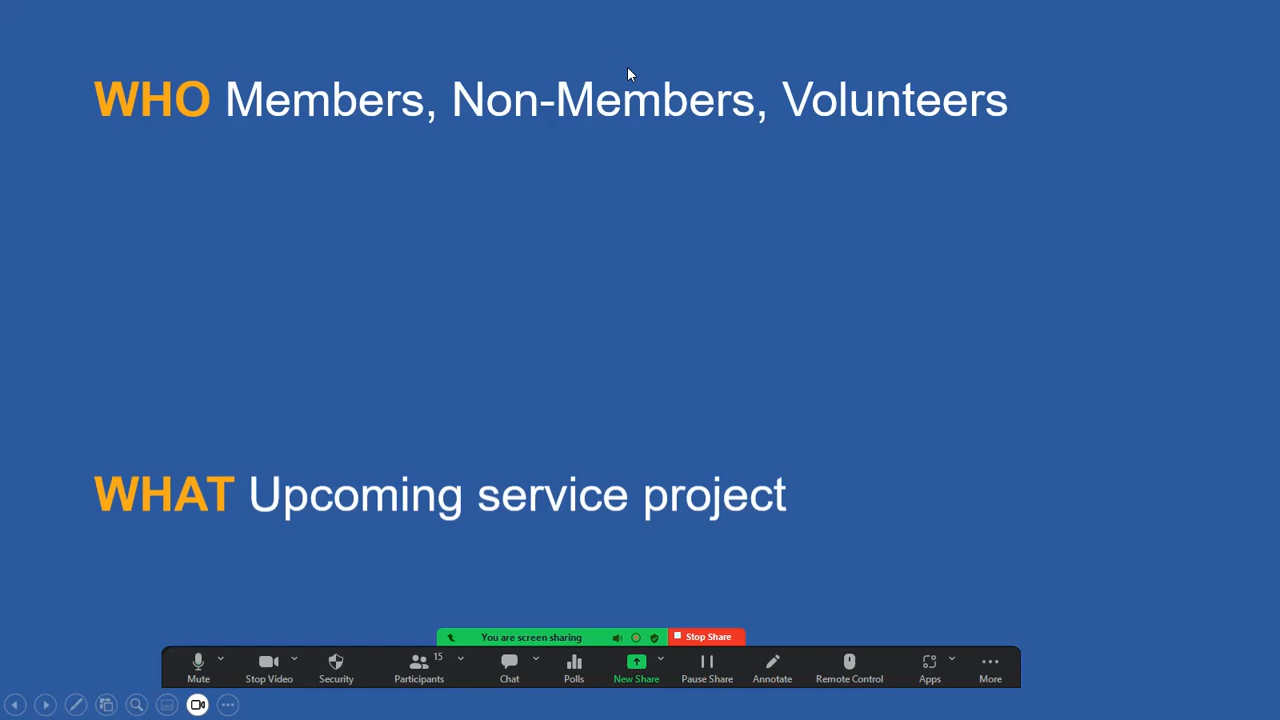 WHO Members, Non-Members, Volunteers
WHAT Upcoming service project
You are screen sharing Stop Share
Mute Stop Video Security Participants 15 Chat Polls New Share Pause Share Annotate Remote Control Apps More